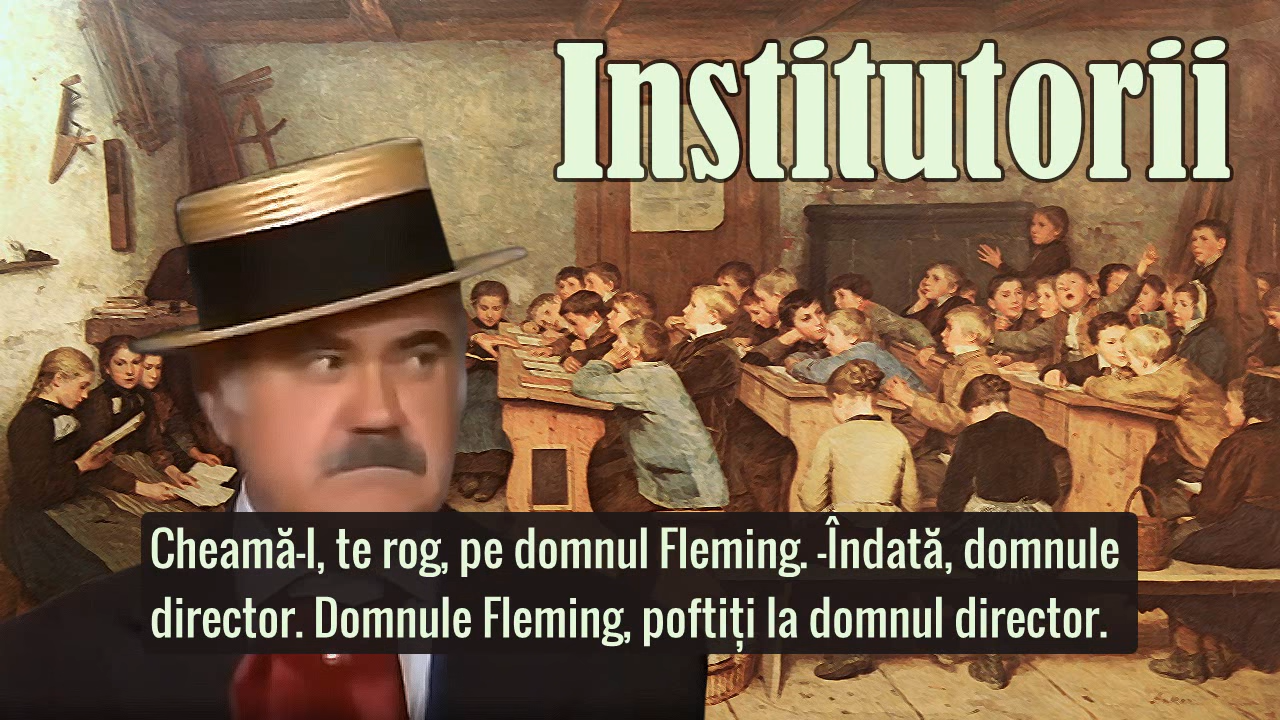 Institutorii
Cheamă-l, te rog, pe domnul Fleming. -Îndată, domnule
director. Domnule Fleming, poftiți la domnul director.